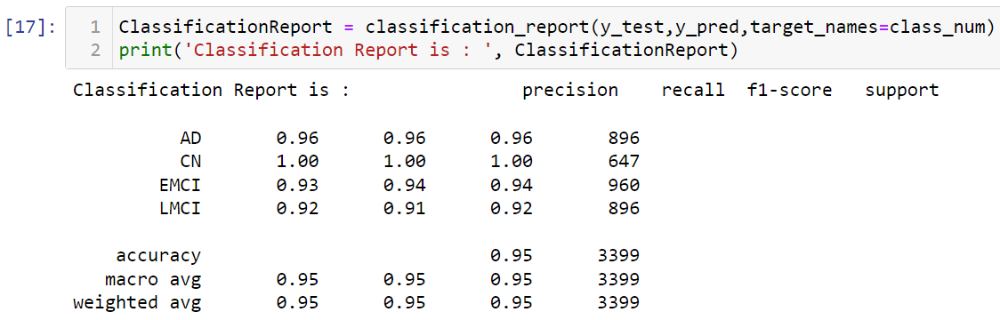 [17]: 1 ClassificationReport = classification_report(y_test,y_pred,target_names=class_num)
2 print('Classification Report is : ', ClassificationReport)
Classification Report is : precision recall f1-score support
AD 0.96 0.96 0.96 896
CN 1.00 1.00 1.00 647
EMCI 0.93 0.94 0.94 960
LMCI 0.92 0.91 0.92 896
accuracy 0.95 3399
macro avg 0.95 0.95 0.95 3399
weighted avg 0.95 0.95 0.95 3399